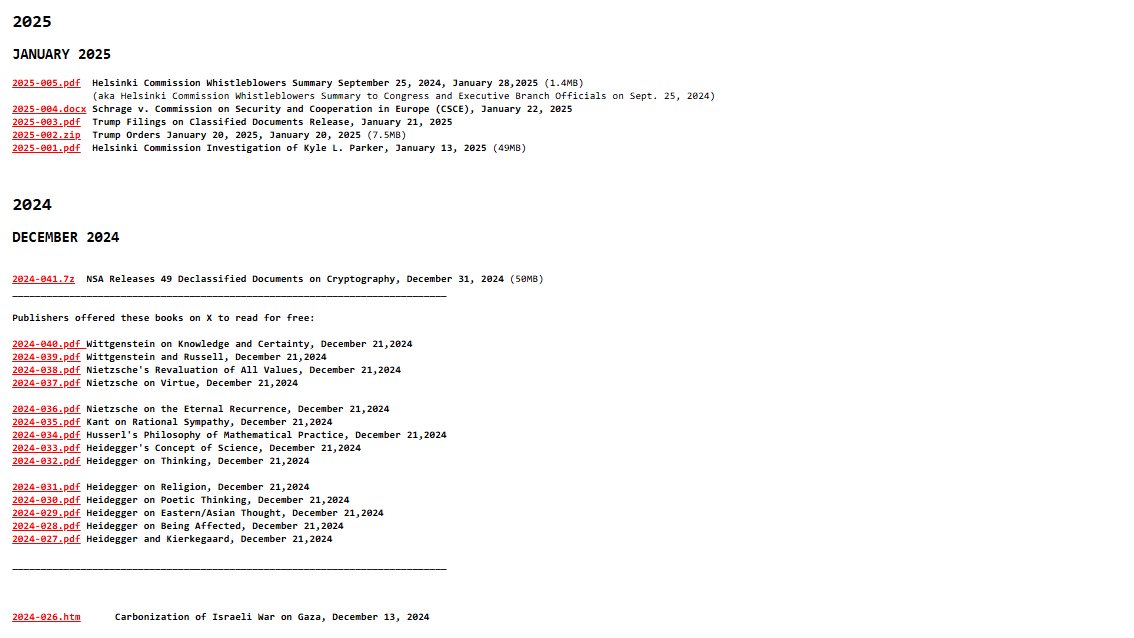 2025
JANUARY 2025
2025-005.pdf Helsinki Commission Whistleblowers Summary September 25, 2024, January 28,2025 (1.4MB)
(aka Helsinki Commission Whistleblowers Summary to Congress and Executive Branch Officials on Sept. 25, 2024)
2025-004.docx Schrage v. Commission on Security and Cooperation in Europe (CSCE), January 22, 2025
2025-003.pdf Trump Filings on Classified Documents Release, January 21, 2025
2025-002.zip Trump Orders January 20, 2025, January 20, 2025 (7.5MB)
2025-001.pdf Helsinki Commission Investigation of Kyle L. Parker, January 13, 2025 (49MB)
2024
DECEMBER 2024
2024-041.7z NSA Releases 49 Declassified Documents on Cryptography, December 31, 2024 (50MB)
Publishers offered these books on X to read for free:
2024-040.pdf Wittgenstein on Knowledge and Certainty, December 21,2024
2024-039.pdf Wittgenstein and Russell, December 21,2024
2024-038.pdf Nietzsche's Revaluation of All Values, December 21,2024
2024-037.pdf Nietzsche on Virtue, December 21,2024
2024-036.pdf Nietzsche on the Eternal Recurrence, December 21,2024
2024-035.pdf Kant on Rational Sympathy, December 21,2024
2024-034.pdf Husserl's Philosophy of Mathematical Practice, December 21,2024
2024-033.pdf Heidegger's Concept of Science, December 21,2024
2024-032.pdf Heidegger on Thinking, December 21,2024
2024-031.pdf Heidegger on Religion, December 21,2024
2024-030.pdf Heidegger on Poetic Thinking, December 21,2024
2024-029.pdf Heidegger on Eastern/Asian Thought, December 21,2024
2024-028.pdf Heidegger on Being Affected, December 21,2024
2024-027.pdf Heidegger and Kierkegaard, December 21,2024
2024-026.htm Carbonization of Israeli War on Gaza, December 13, 2024